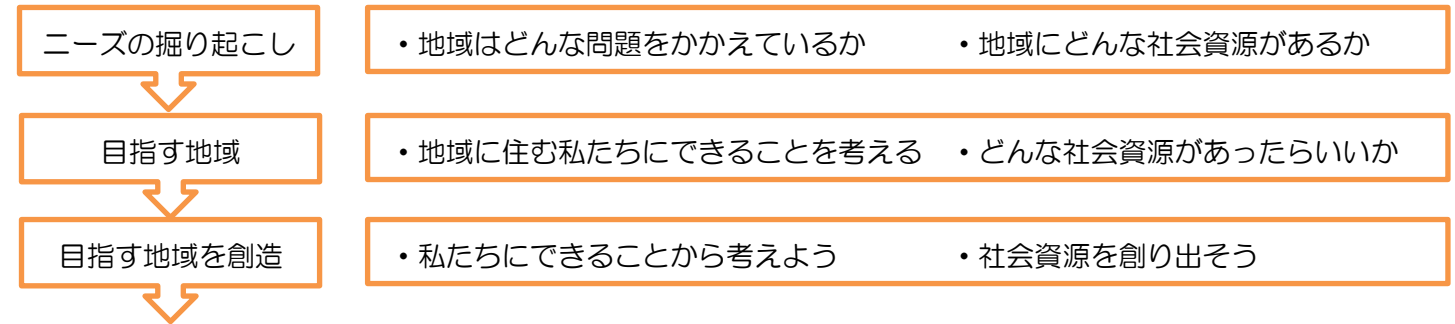 ニーズの掘り起こし
・地域はどんな問題をかかえているか ・地域にどんな社会資源があるか
目指す地域
・地域に住む私たちにできることを考える ・どんな社会資源があったらいいか
目指す地域を創造
・私たちにできることから考えよう ・社会資源を創り出そう